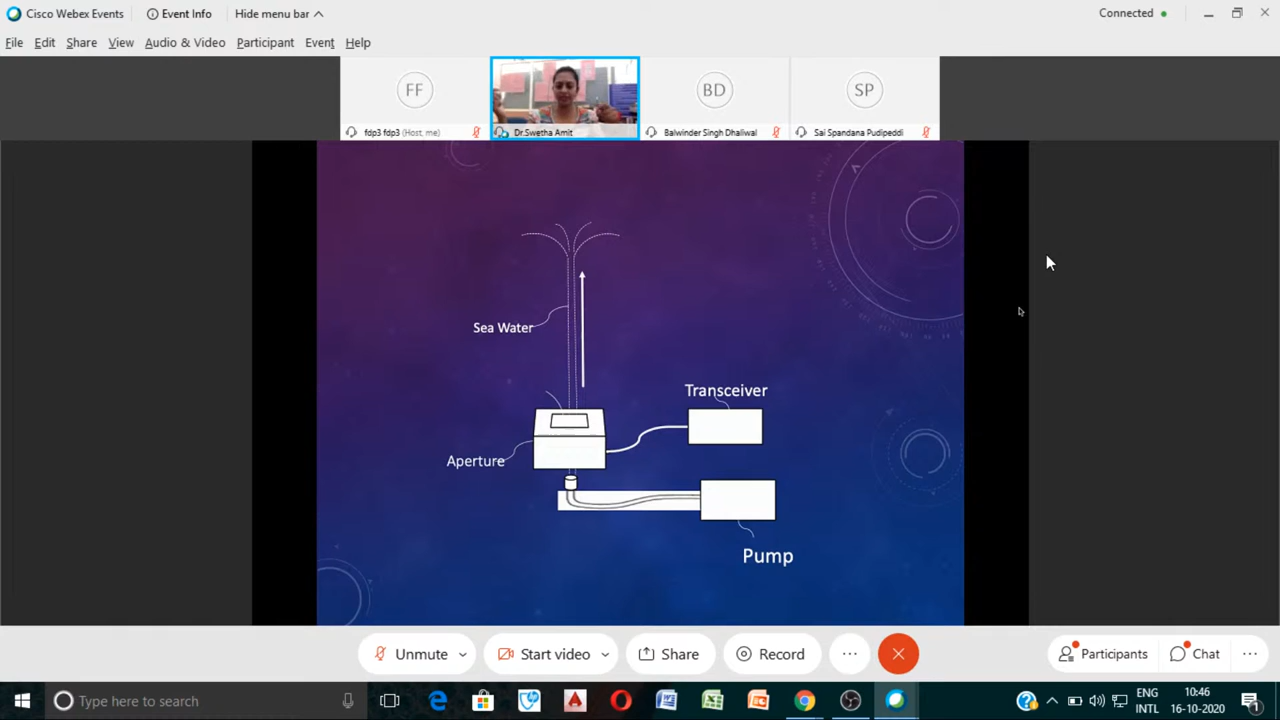 Cisco Webex Events
Event Info
Hide menu bar
Connected
File Edit Share View Audio & Video Participant Event Help
FF
BD
SP
fdp3 fdp3 (Host, me)
Dr.Swetha Amit
Balwinder Singh Dhaliwal
Sai Spandana Pudipeddi
Sea Water
Transceiver
Aperture
Pump
Unmute
Start video
Share
Record
Participants
Chat
Type here to search
ENG
INTL
10:46
16-10-2020
1